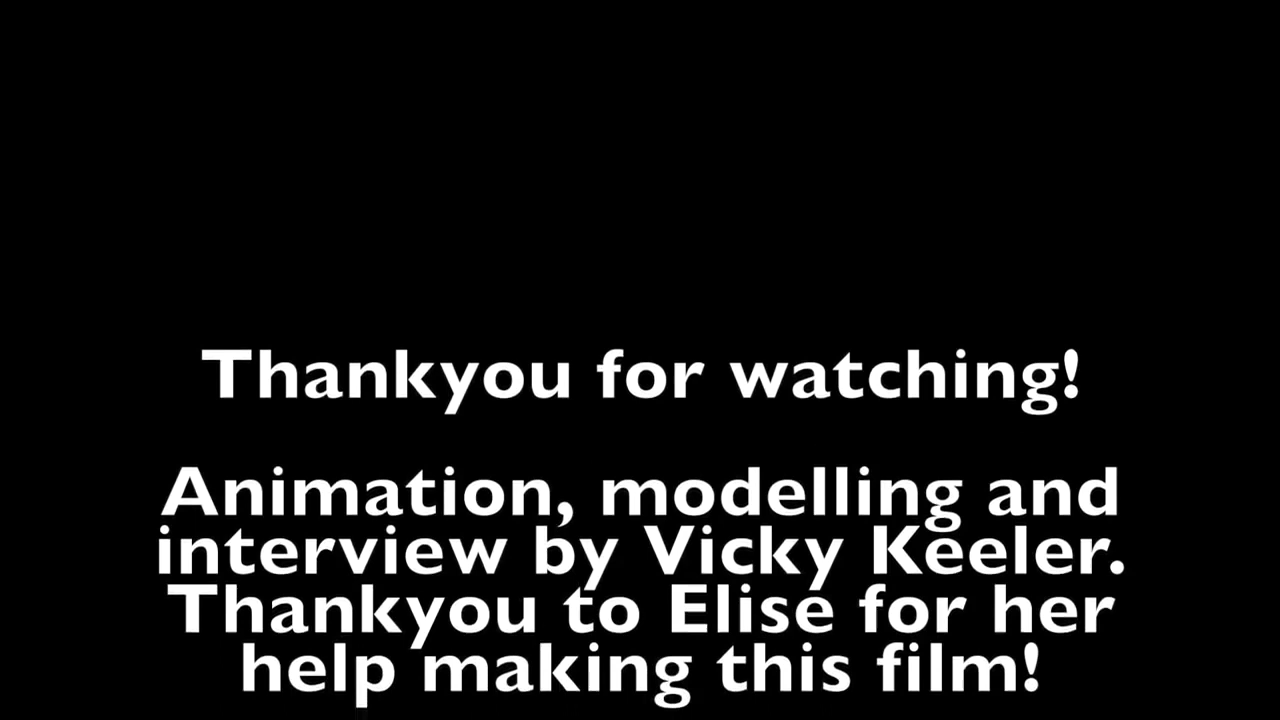 Thankyou for watching!
Animation, modelling and
interview by Vicky Keeler.
Thankyou to Elise for her
help making this film!